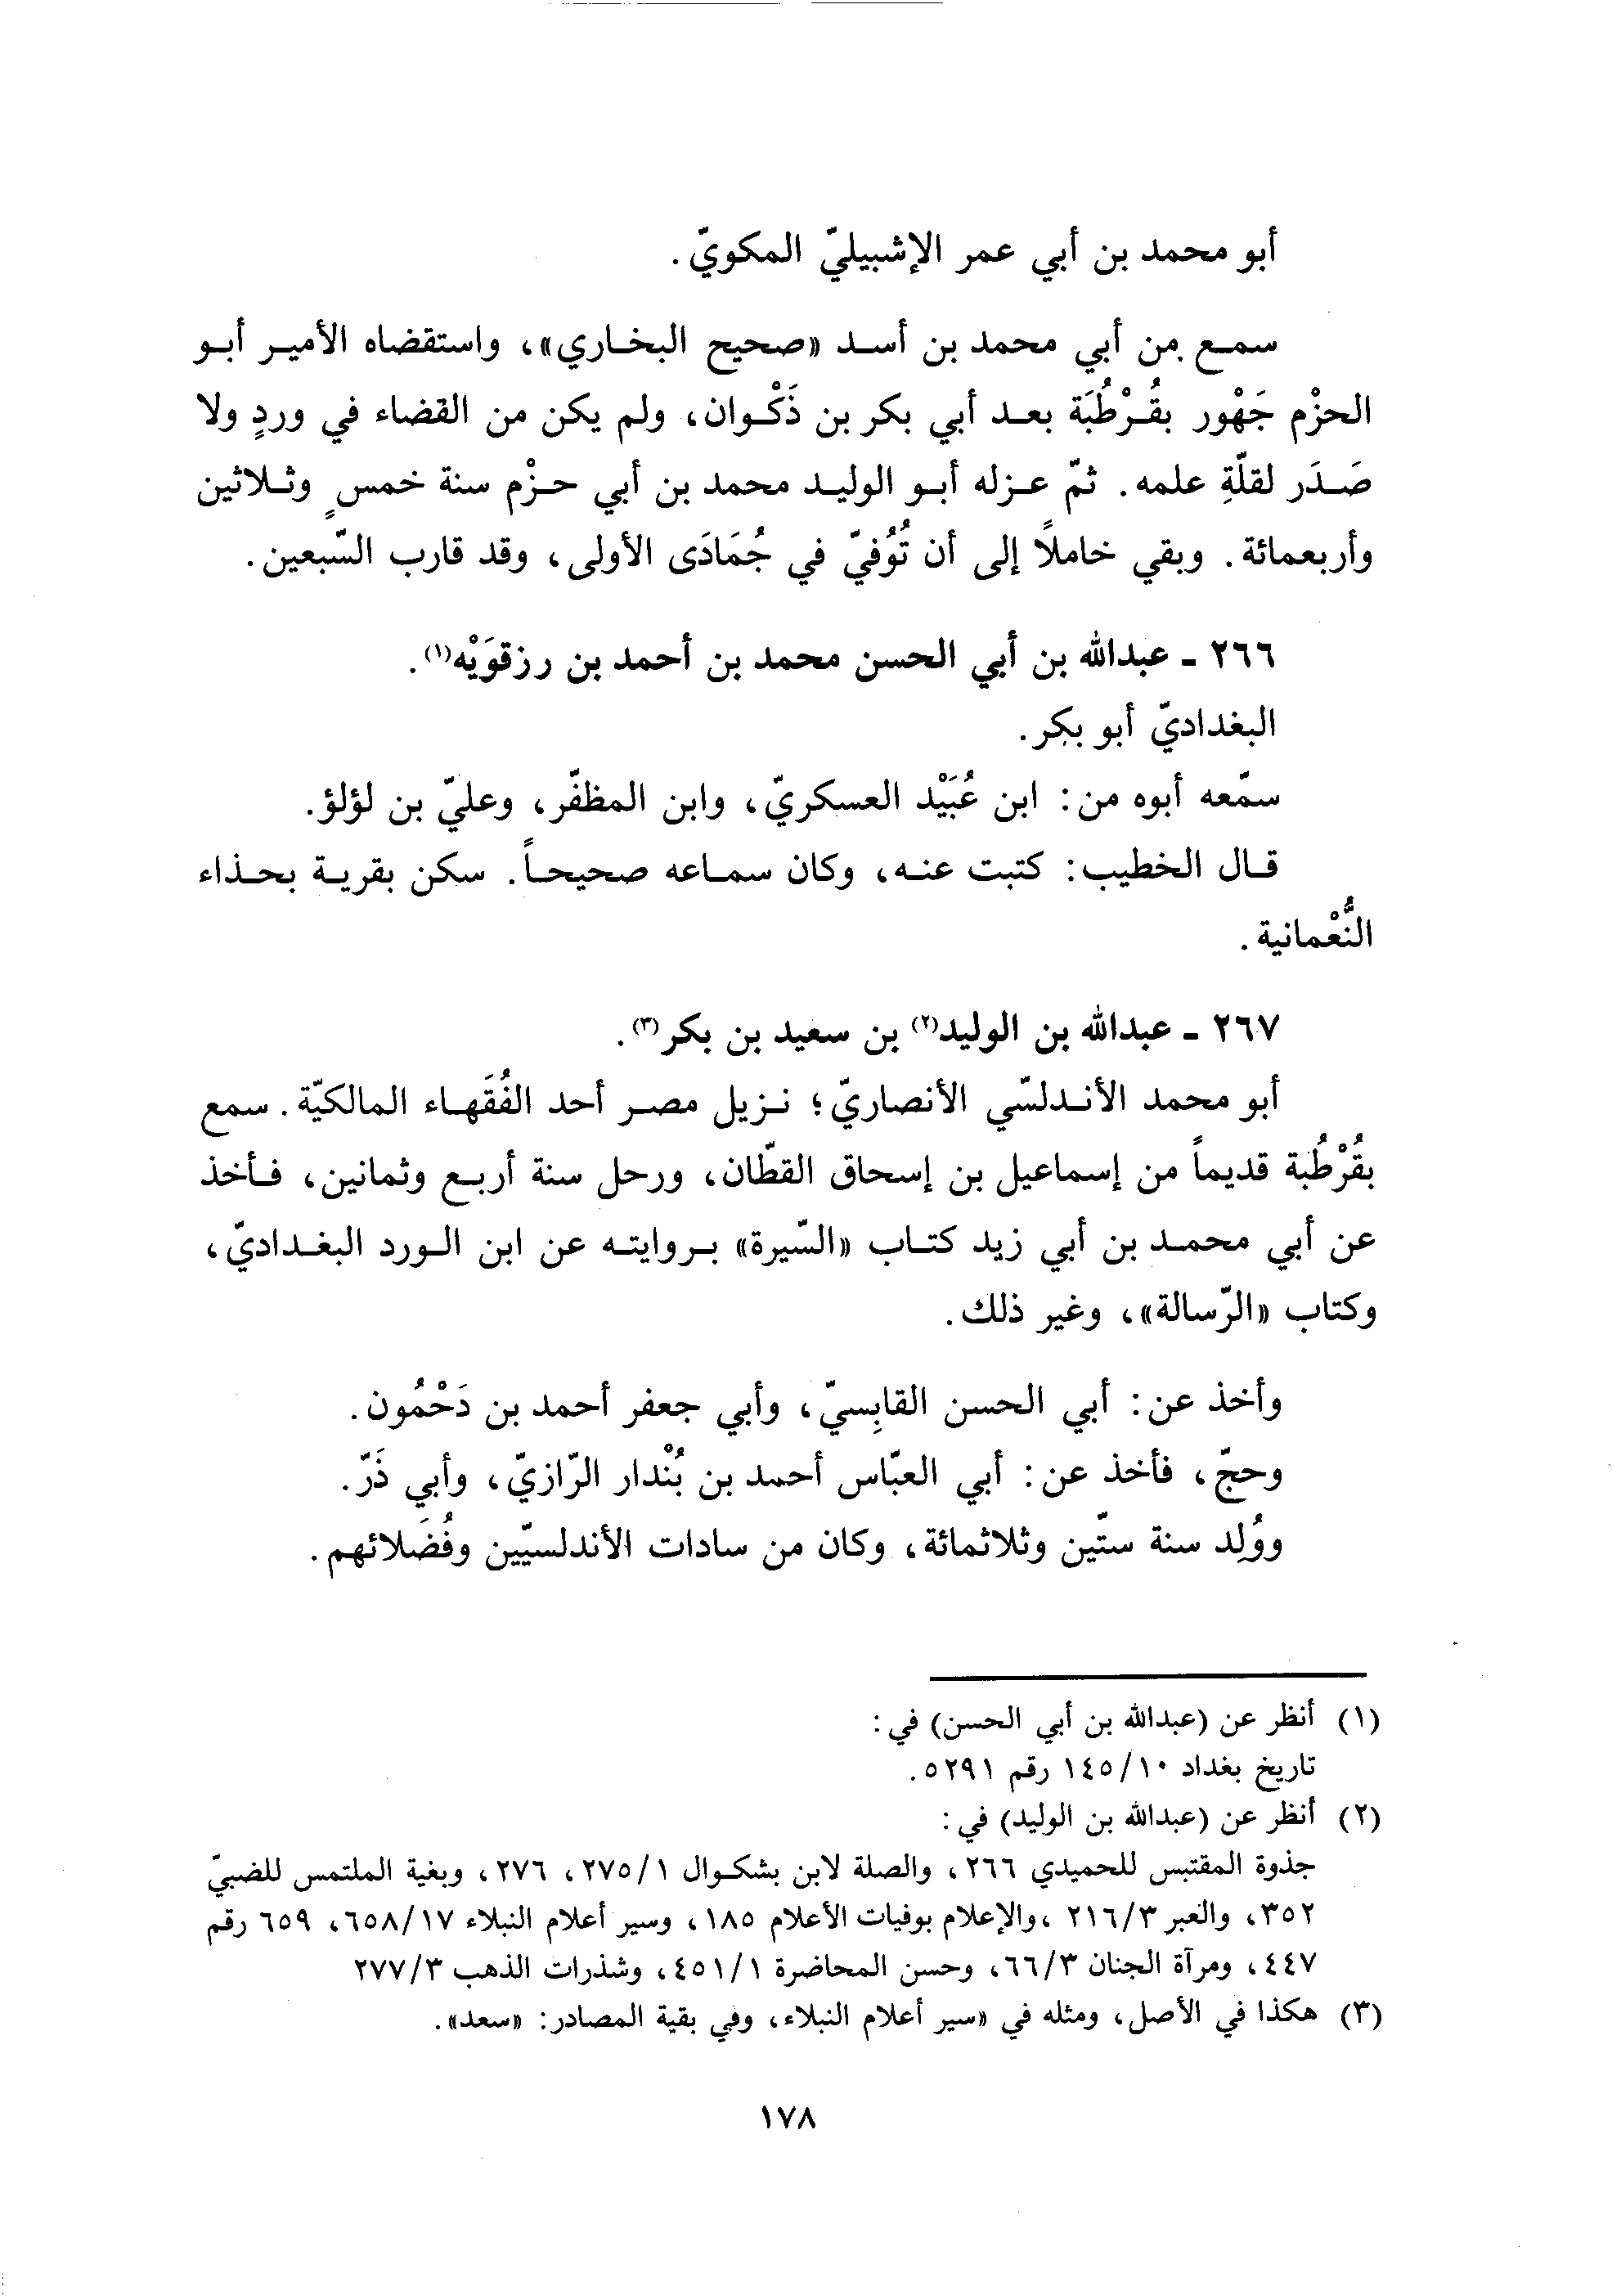 أبو محمد بن أبي عمر الإشبيليّ المكويّ.
سمع من أبي محمد بن أسد «صحيح البخاري»، واستقضاه الأمير أبو
الحزْم جَهْور بقُرْطُبَة بعد أبي بكر بن ذَكْوان، ولم يكن من القضاء في وردٍ ولا
صَدَر لقلّةِ علمه. ثمّ عزله أبو الوليد محمد بن أبي حزْم سنة خمسٍ وثلاثين
وأربعمائة. وبقي خاملاً إلى أن تُوُفيّ في جُمَادَى الأولى، وقد قارب السّبعين.
٢٦٦ - عبدالله بن أبي الحسن محمد بن أحمد بن رزقوَيْه(١).
البغداديّ أبو بكر.
سمّعه أبوه من: ابن عُبَيْد العسكريّ، وابن المظفّر، وعليّ بن لؤلؤ.
قال الخطيب: كتبت عنه، وكان سماعه صحيحاً. سكن بقرية بحذاء
النُّعْمانية.
٢٦٧ - عبدالله بن الوليد(٢) بن سعيد بن بكر(٣).
أبو محمد الأندلسّي الأنصاريّ؛ نزيل مصر أحد الفُقَهاء المالكيّة. سمع
بقُرْطُبة قديماً من إسماعيل بن إسحاق القطّان، ورحل سنة أربع وثمانين، فأخذ
عن أبي محمد بن أبي زيد كتاب «السّيرة» بروايته عن ابن الورد البغداديّ،
وكتاب «الرّسالة»، وغير ذلك.
وأخذ عن: أبي الحسن القابِسيّ، وأبي جعفر أحمد بن دَحْمُون.
وحجّ، فأخذ عن: أبي العبّاس أحمد بن بُنْدار الرّازيّ، وأبي ذَرّ.
ووُلِد سنة ستّين وثلاثمائة، وكان من سادات الأندلسيّين وفُضَلائهم.
(١) أنظر عن (عبدالله بن أبي الحسن) في:
تاريخ بغداد ١٤٥/١٠ رقم ٥٢٩١.
(٢) أنظر عن (عبدالله بن الوليد) في:
جذوة المقتبس للحميدي ٢٦٦، والصلة لابن بشكوال ٢٧٥/١، ٢٧٦، وبغية الملتمس للضبيّ
٣٥٢، والعبر ٢١٦/٣، والإعلام بوفيات الأعلام ١٨٥، وسير أعلام النبلاء ٦٥٨/١٧، ٦٥٩ رقم
٤٤٧، ومرآة الجنان ٦٦/٣، وحسن المحاضرة ٤٥١/١، وشذرات الذهب ٢٧٧/٣
(٣) هكذا في الأصل، ومثله في «سير أعلام النبلاء، وفي بقية المصادر: «سعد».
١٧٨